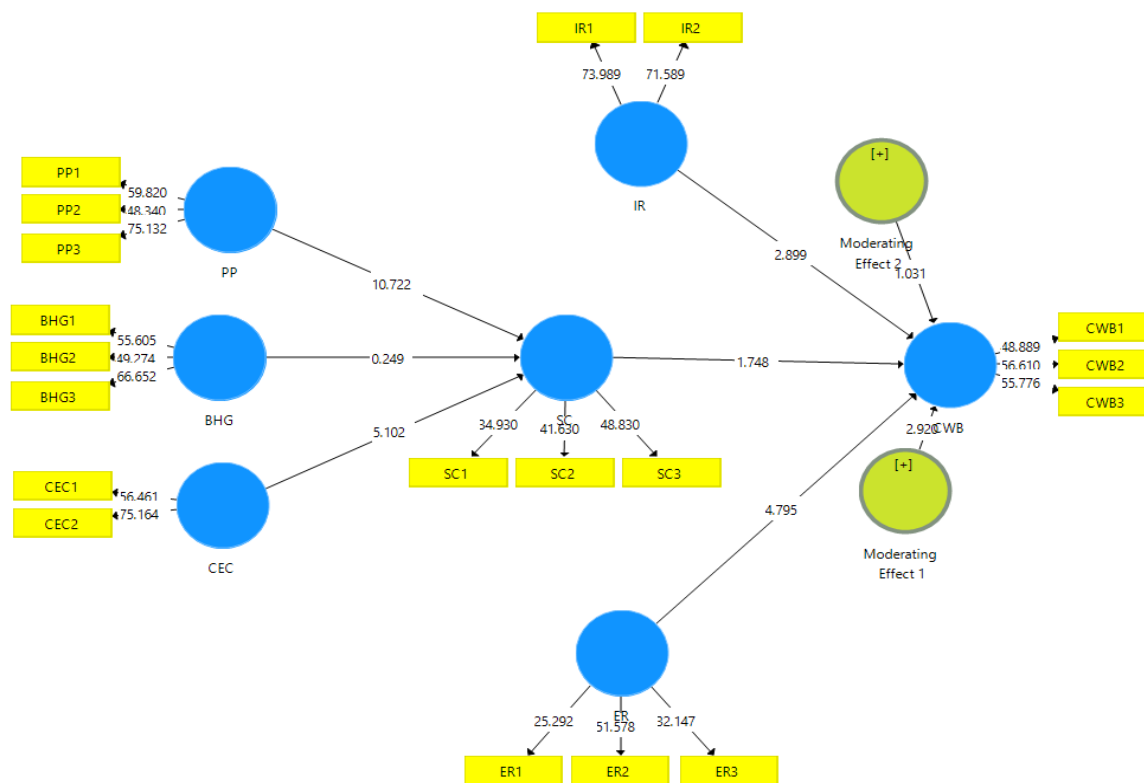 IR1
IR2
73.989
71.589
IR
[+]
Moderating
Effect 2
1.031
2.899
PP1
PP2
PP3
59.820
48.340
75.132
PP
10.722
BHG1
BHG2
BHG3
55.605
49.274
66.652
BHG
0.249
CEC1
CEC2
56.461
75.164
CEC
5.102
SC
34.930
41.630
48.830
SC1
SC2
SC3
1.748
CWB1
CWB2
CWB3
48.889
56.610
55.776
CWB
2.920
[+]
Moderating
Effect 1
4.795
ER
25.292
51.578
32.147
ER1
ER2
ER3